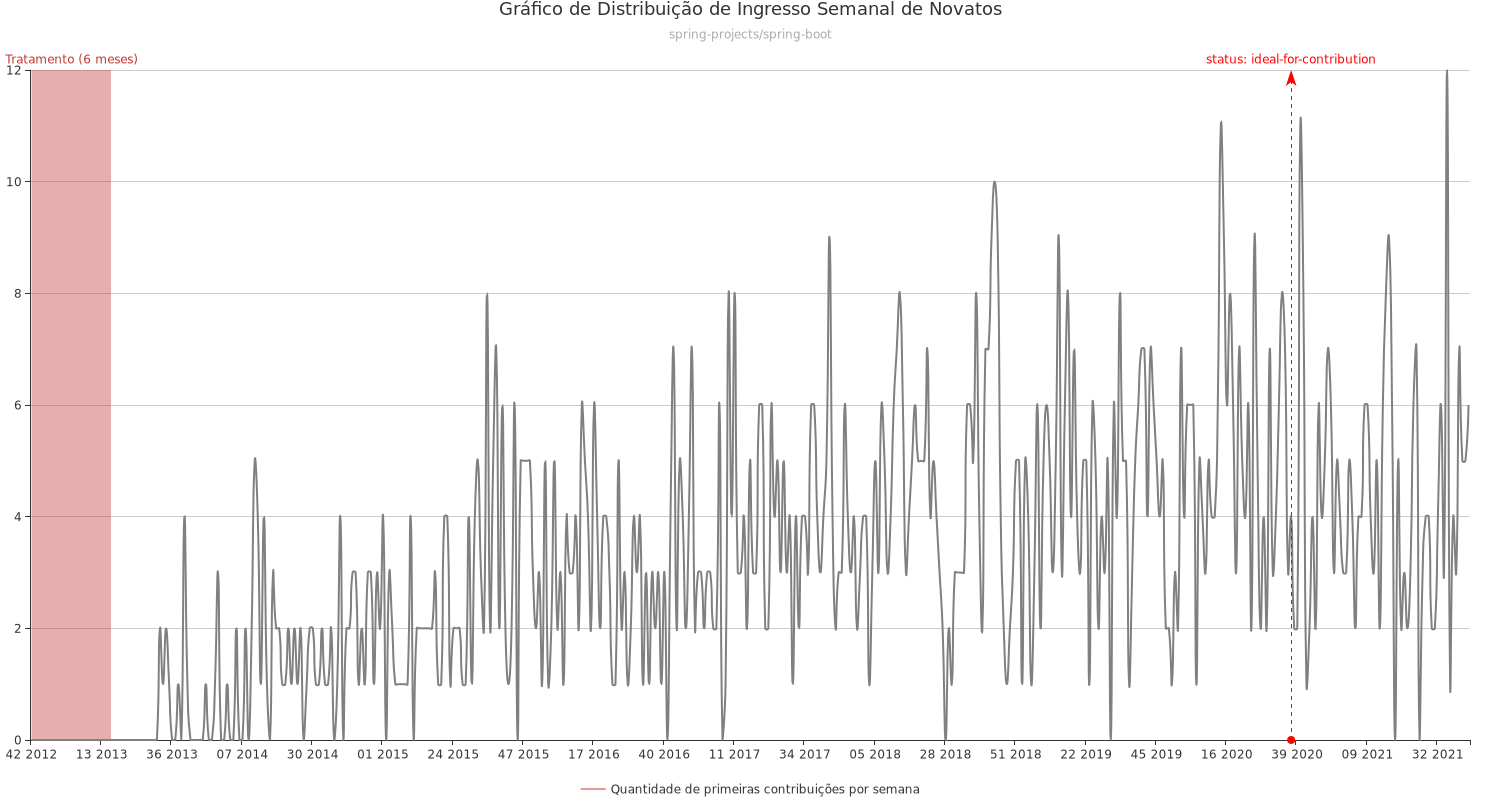 Gráfico de Distribuição de Ingresso Semanal de Novatos
spring-projects/spring-boot
Tratamento (6 meses)
status: ideal-for-contribution
12
10
8
6
4
2
0
42 2012 13 2013 36 2013 07 2014 30 2014 01 2015 24 2015 47 2015 17 2016 40 2016 11 2017 34 2017 05 2018 28 2018 51 2018 22 2019 45 2019 16 2020 39 2020 09 2021 32 2021
Quantidade de primeiras contribuições por semana